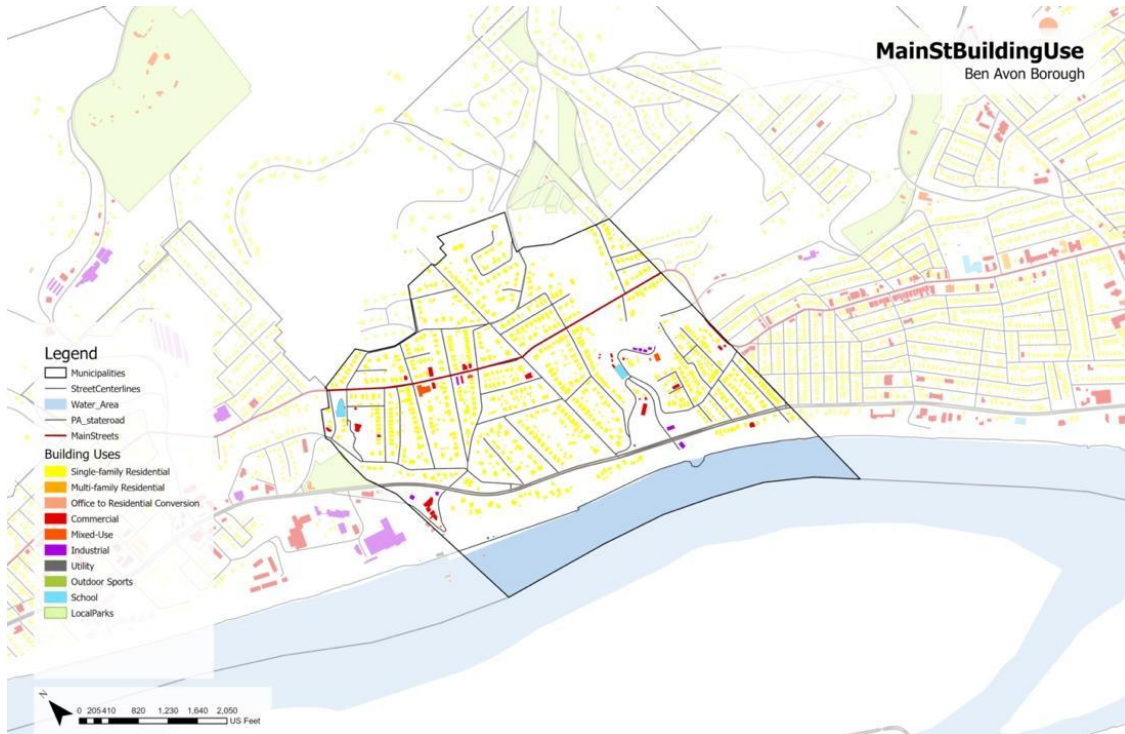 MainStBuildingUse
Ben Avon Borough
Legend
Municipalities
StreetCenterlines
Water_Area
PA_stateroad
MainStreets
Building Uses
Single-family Residential
Multi-family Residential
Office to Residential Conversion
Commercial
Mixed-Use
Industrial
Utility
Outdoor Sports
School
LocalParks
N
0 205410 820 1,230 1,640 2,050
US Feet